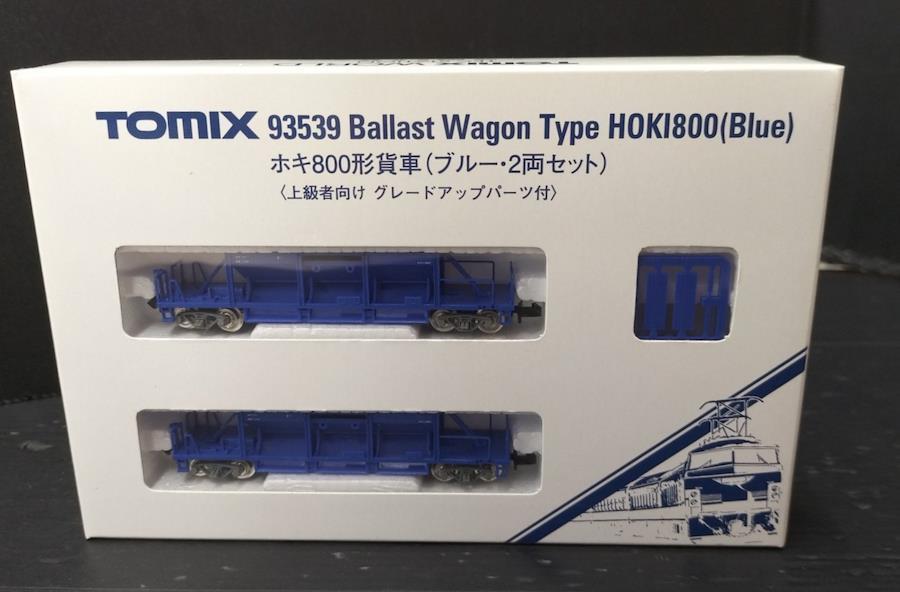 TOMIX 93539 Ballast Wagon Type HOKI800(Blue)
ホキ800形貨車(ブルー・2両セット)
〈上級者向け グレードアップパーツ付〉